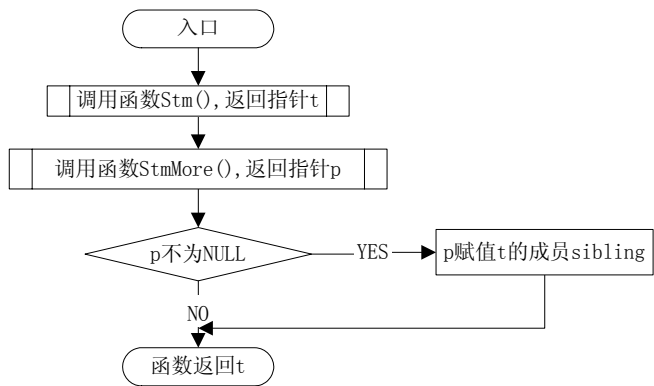 入口
调用函数Stm(),返回指针t
调用函数StmMore(),返回指针p
p不为NULL
YES
p赋值t的成员sibling
NO
函数返回t